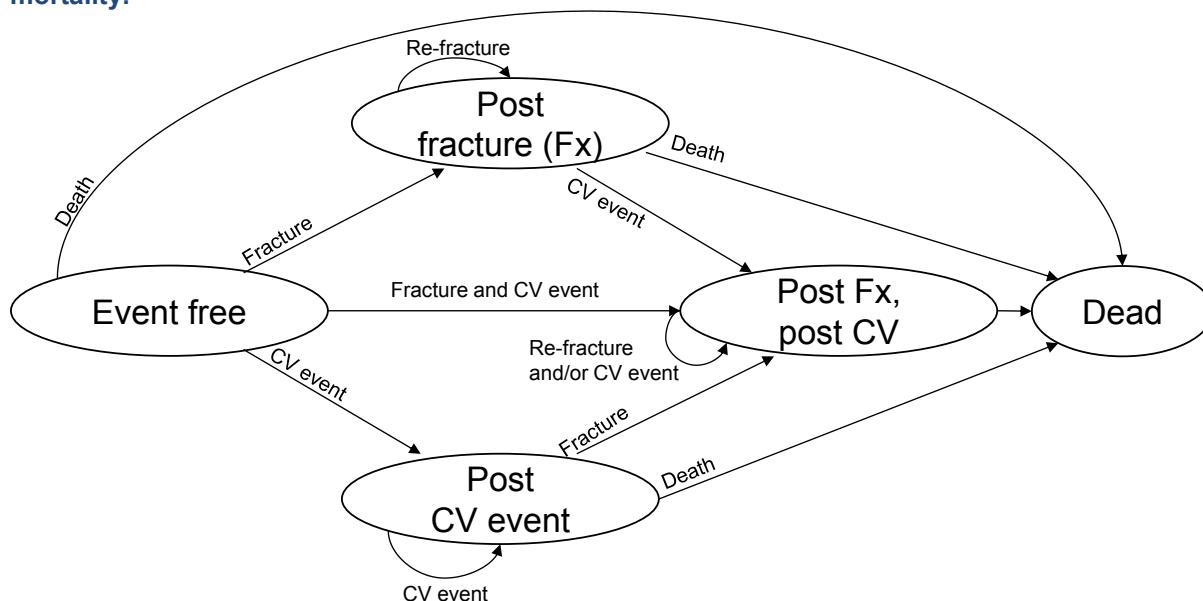 mortality.
Re-fracture
Post
fracture (Fx)
Death
CV event
Death
Fracture
Event free
Fracture and CV event
Post Fx,
post CV
Dead
Re-fracture
and/or CV event
CV event
Fracture
Death
Post
CV event
CV event